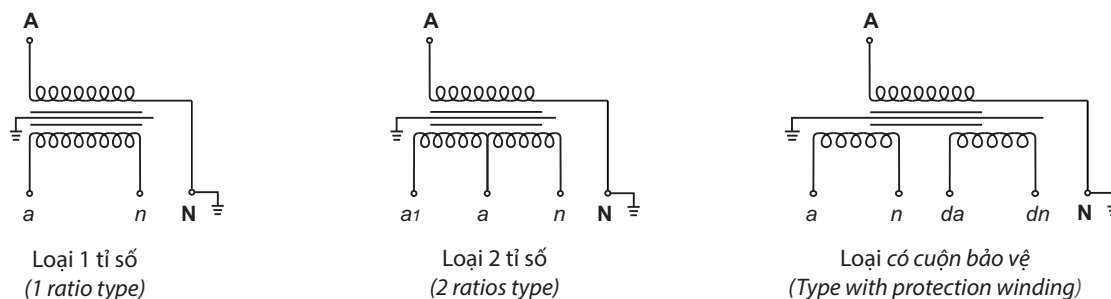 A
a
n
N
Loại 1 tỉ số
(1 ratio type)
A
a1
a
n
N
Loại 2 tỉ số
(2 ratios type)
A
a
n
da
dn
N
Loại có cuộn bảo vệ
(Type with protection winding)